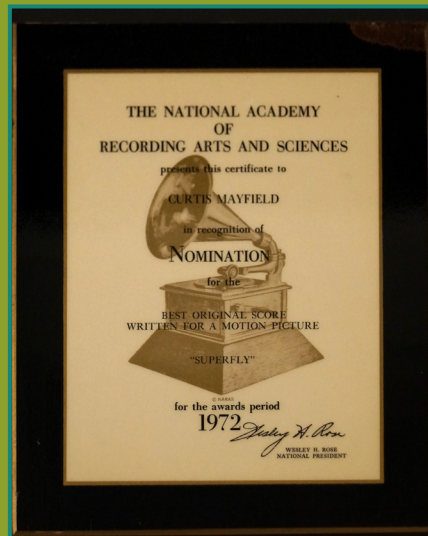 THE NATIONAL ACADEMY
OF
RECORDING ARTS AND SCIENCES
presents this certificate to
CURTIS MAYFIELD
in recognition of
NOMINATION
for the
BEST ORIGINAL SCORE
WRITTEN FOR A MOTION PICTURE
"SUPERFLY"
© NARAS
for the awards period
1972
Wesley H. Rose
WESLEY H. ROSE
NATIONAL PRESIDENT